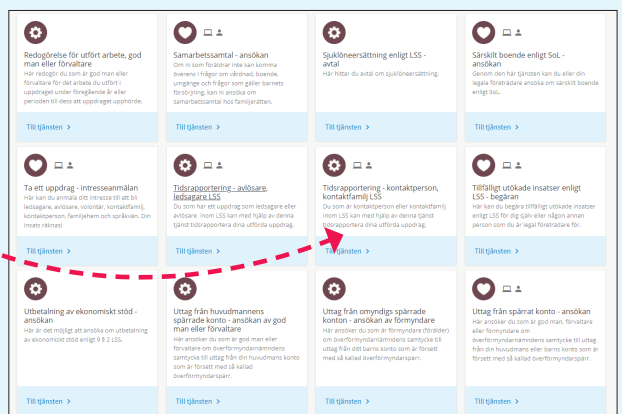 Redogörelse för utfört arbete, god
man eller förvaltare
Här redogör du som är god man eller
förvaltare för det arbete du utfört i
uppdraget under föregående år eller
perioden till dess att uppdraget upphörde.
Till tjänsten >
Samarbetssamtal - ansökan
Om ni som föräldrar inte kan komma
överens i frågor om vårdnad, boende,
umgänge och frågor som gäller barnets
försörjning, kan ni ansöka om
samarbetssamtal hos familjerätten.
Till tjänsten >
Sjuklöneersättning enligt LSS -
avtal
Här hittar du avtal om sjuklöneersättning.
Till tjänsten >
Särskilt boende enligt SoL -
ansökan
Genom den här tjänsten kan du eller din
legala företrädare ansöka om särskilt boende
enligt SoL.
Till tjänsten >
Ta ett uppdrag - intresseanmälan
Här kan du anmäla ditt intresse till att bli
ledsagare, avlösare, volontär, kontaktfamilj,
kontaktperson, familjehem och språkvän. Din
insats räknas!
Till tjänsten >
Tidsrapportering - avlösare,
ledsagare LSS
Du som har ett uppdrag som ledsagare eller
avlösare inom LSS kan med hjälp av denna
tjänst tidsrapportera dina utförda uppdrag.
Till tjänsten >
Tidsrapportering - kontaktperson,
kontaktfamilj LSS
Du som är kontaktperson eller kontaktfamilj
inom LSS kan med hjälp av denna tjänst
tidsrapportera dina utförda uppdrag.
Till tjänsten >
Tillfälligt utökade insatser enligt
LSS - begäran
Här kan du begära tillfälligt utökade insatser
enligt LSS för dig själv eller någon annan
person som du är legal företrädare för.
Till tjänsten >
Utbetalning av ekonomiskt stöd -
ansökan
Här är det möjligt att ansöka om utbetalning
av ekonomiskt stöd enligt 9 § 2 LSS.
Till tjänsten >
Uttag från huvudmannens
spärrade konto - ansökan av god
man eller förvaltare
Här ansöker du som är god man eller
förvaltare om överförmyndarnämndens
samtycke till uttag från din huvudmans konto
som är försett med så kallad
överförmyndarspärr.
Till tjänsten >
Uttag från omyndigs spärrade
konton - ansökan av förmyndare
Här ansöker du som är förmyndare (förälder)
om överförmyndarnämndens samtycke till
uttag från ditt barns konto som är försett
med så kallad överförmyndarspärr.
Till tjänsten >
Uttag från spärrat konto - ansökan
Här ansöker du som är god man, förvaltare
eller förmyndare om
överförmyndarnämndens samtycke till uttag
från din huvudmans eller barns konto som är
försett med så kallad överförmyndarspärr.
Till tjänsten >